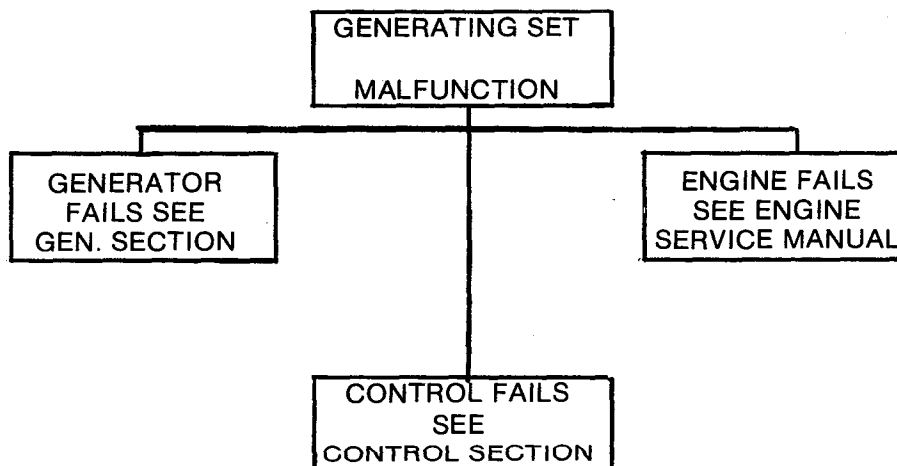 GENERATING SET
MALFUNCTION
GENERATOR
FAILS SEE
GEN. SECTION
ENGINE FAILS
SEE ENGINE
SERVICE MANUAL
CONTROL FAILS
SEE
CONTROL SECTION